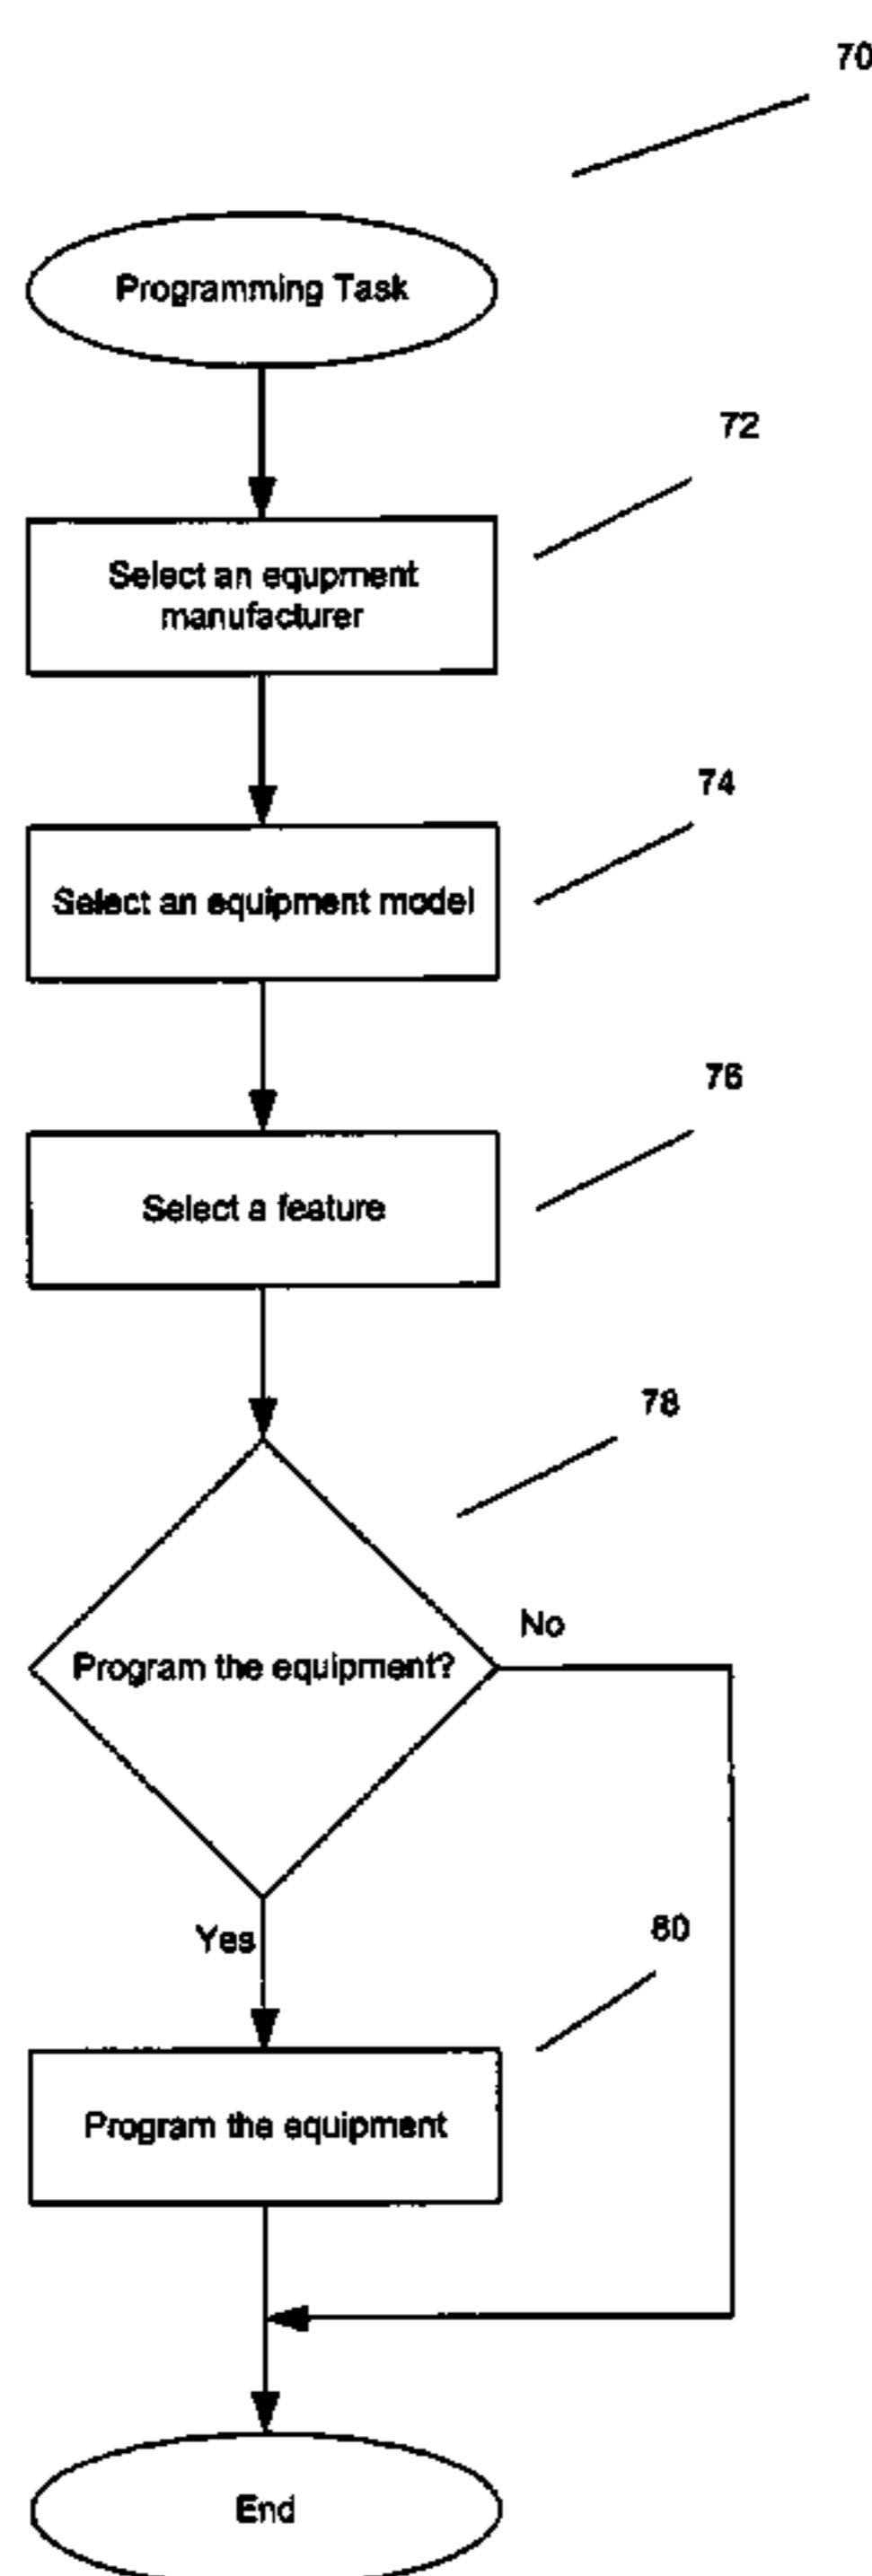 70
Programming Task
72
Select an equpment
manufacturer
74
Select an equipment model
76
Select a feature
78
No
Program the equipment?
Yes
80
Program the equipment
End